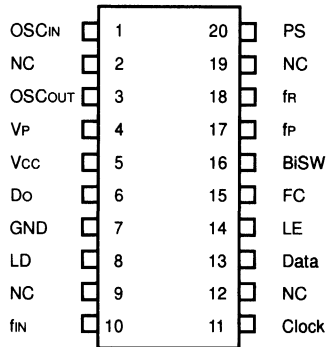 OSCIN 1 20 PS
NC 2 19 NC
OSCOUT 3 18 fR
VP 4 17 fP
VCC 5 16 BiSW
Do 6 15 FC
GND 7 14 LE
LD 8 13 Data
NC 9 12 NC
fIN 10 11 Clock